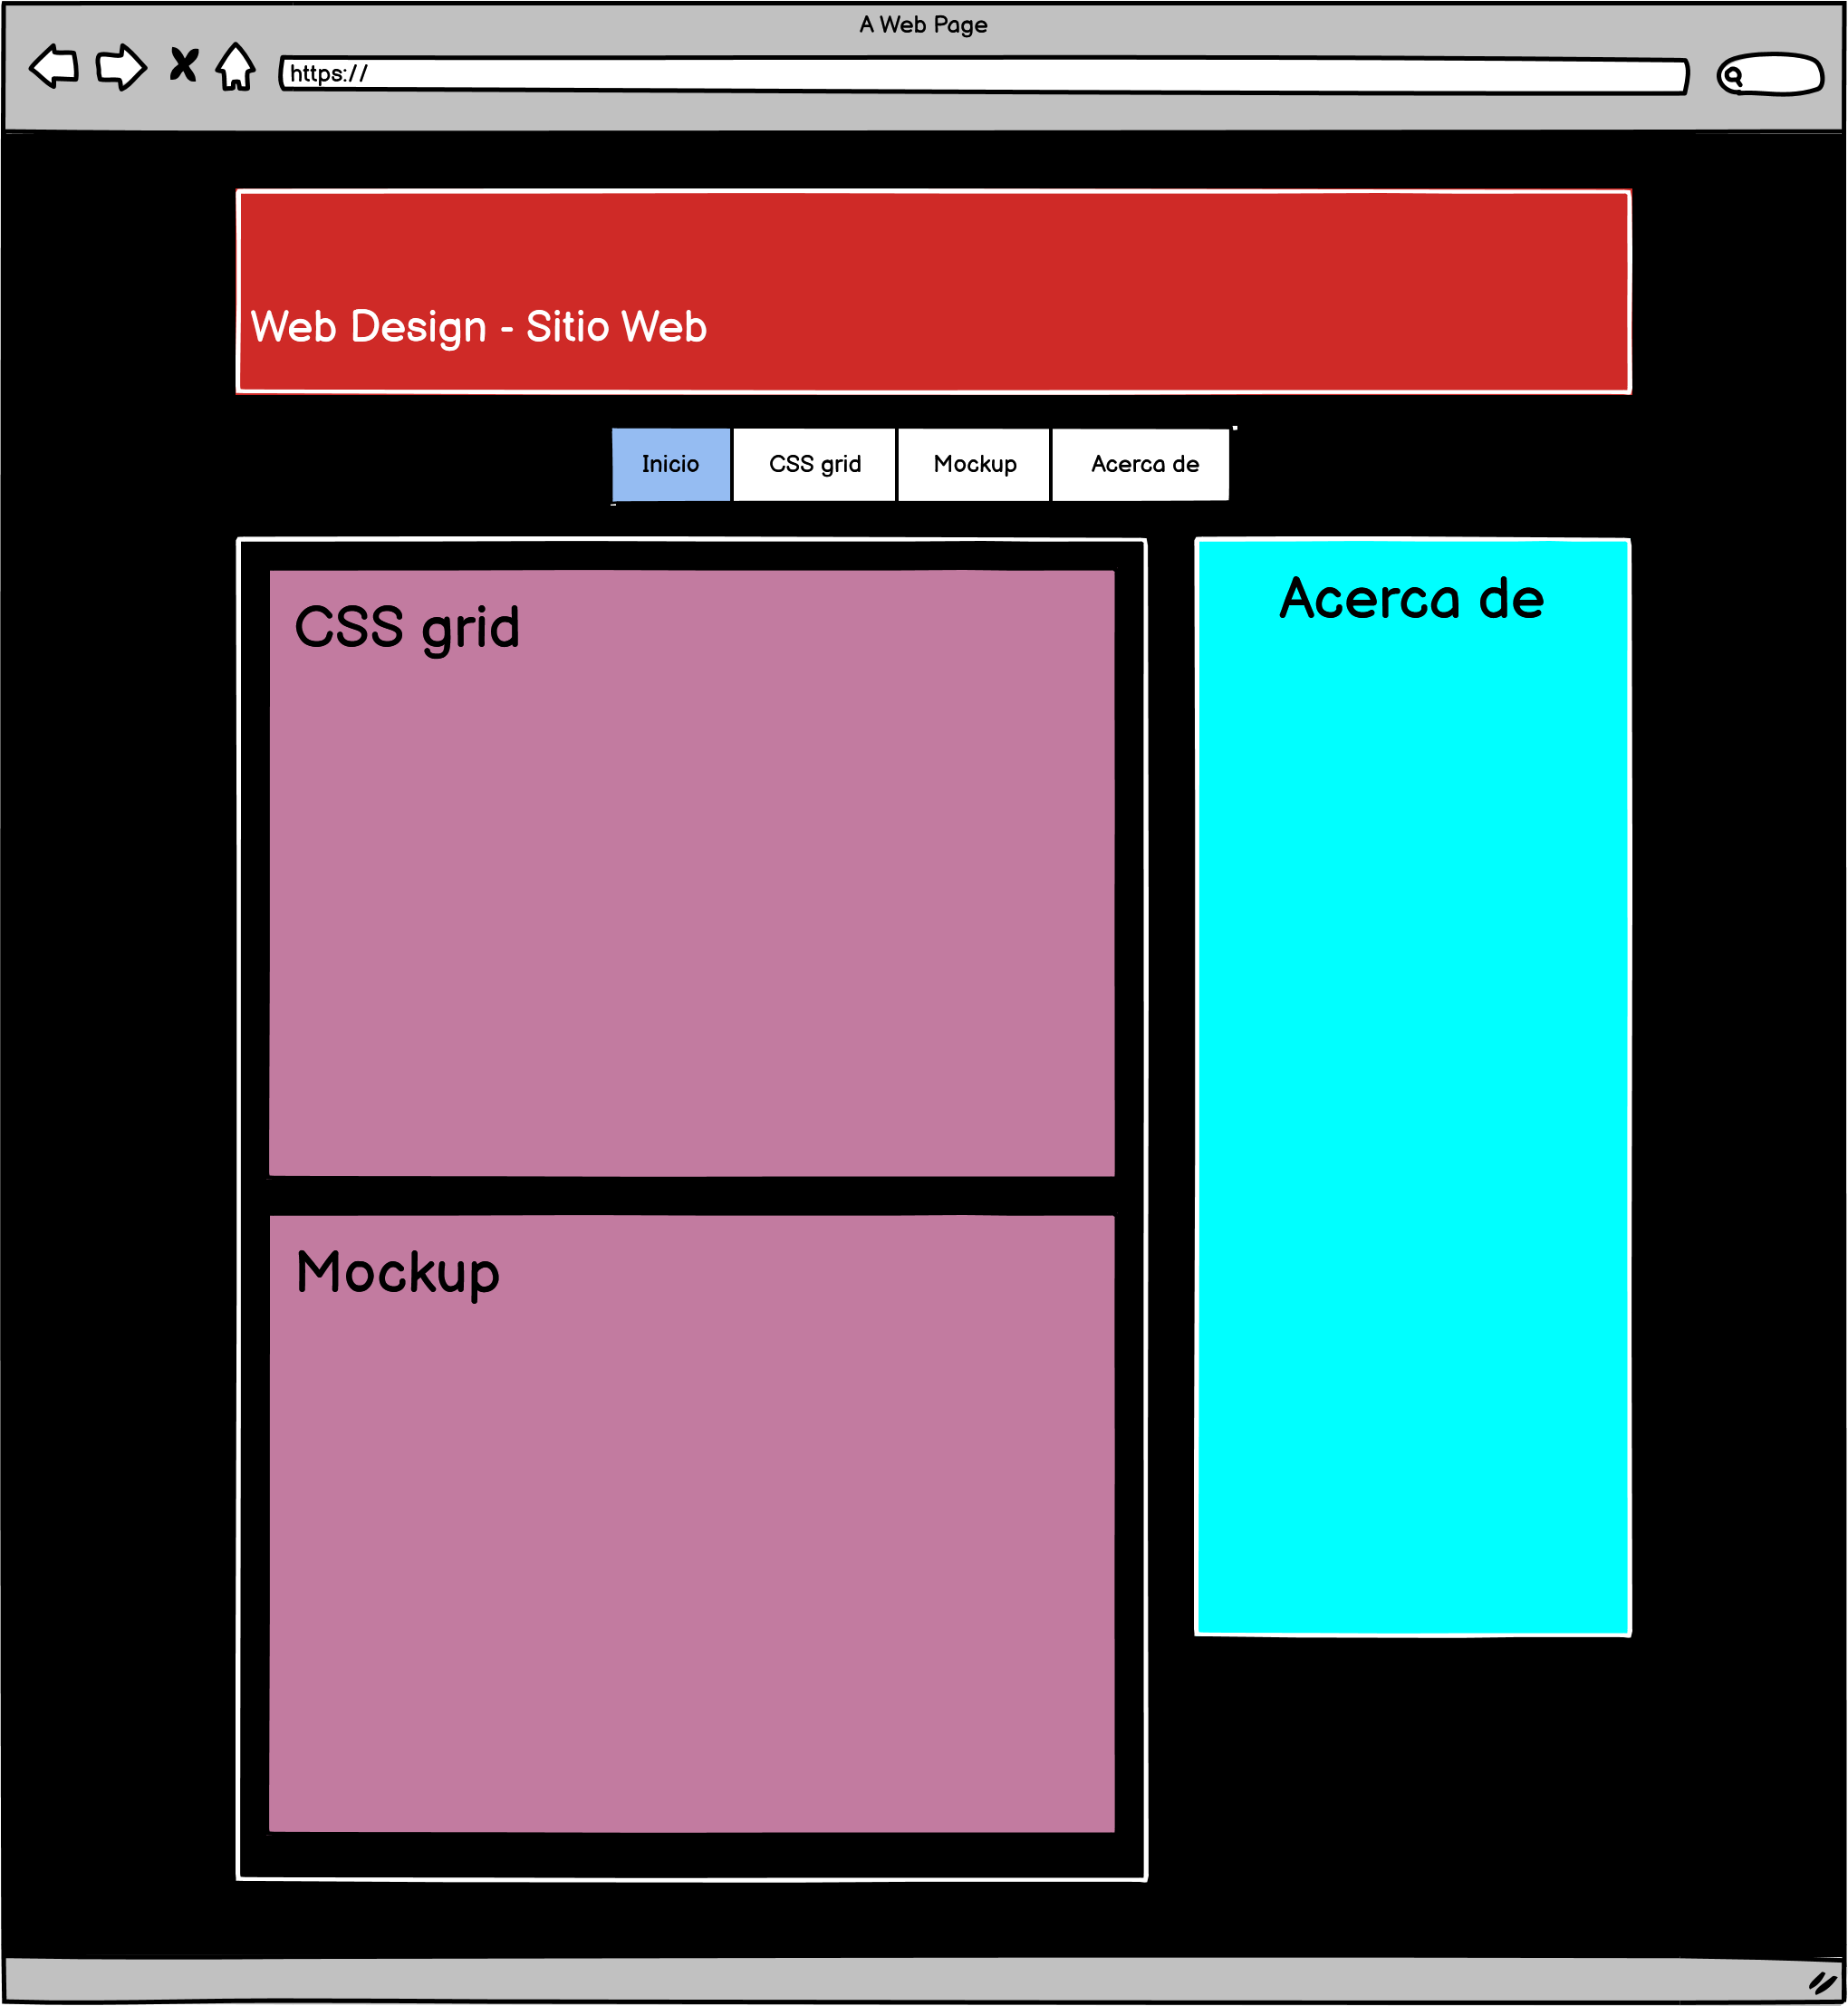 A Web Page
https://
Web Design - Sitio Web
Inicio CSS grid Mockup Acerca de
CSS grid
Acerca de
Mockup